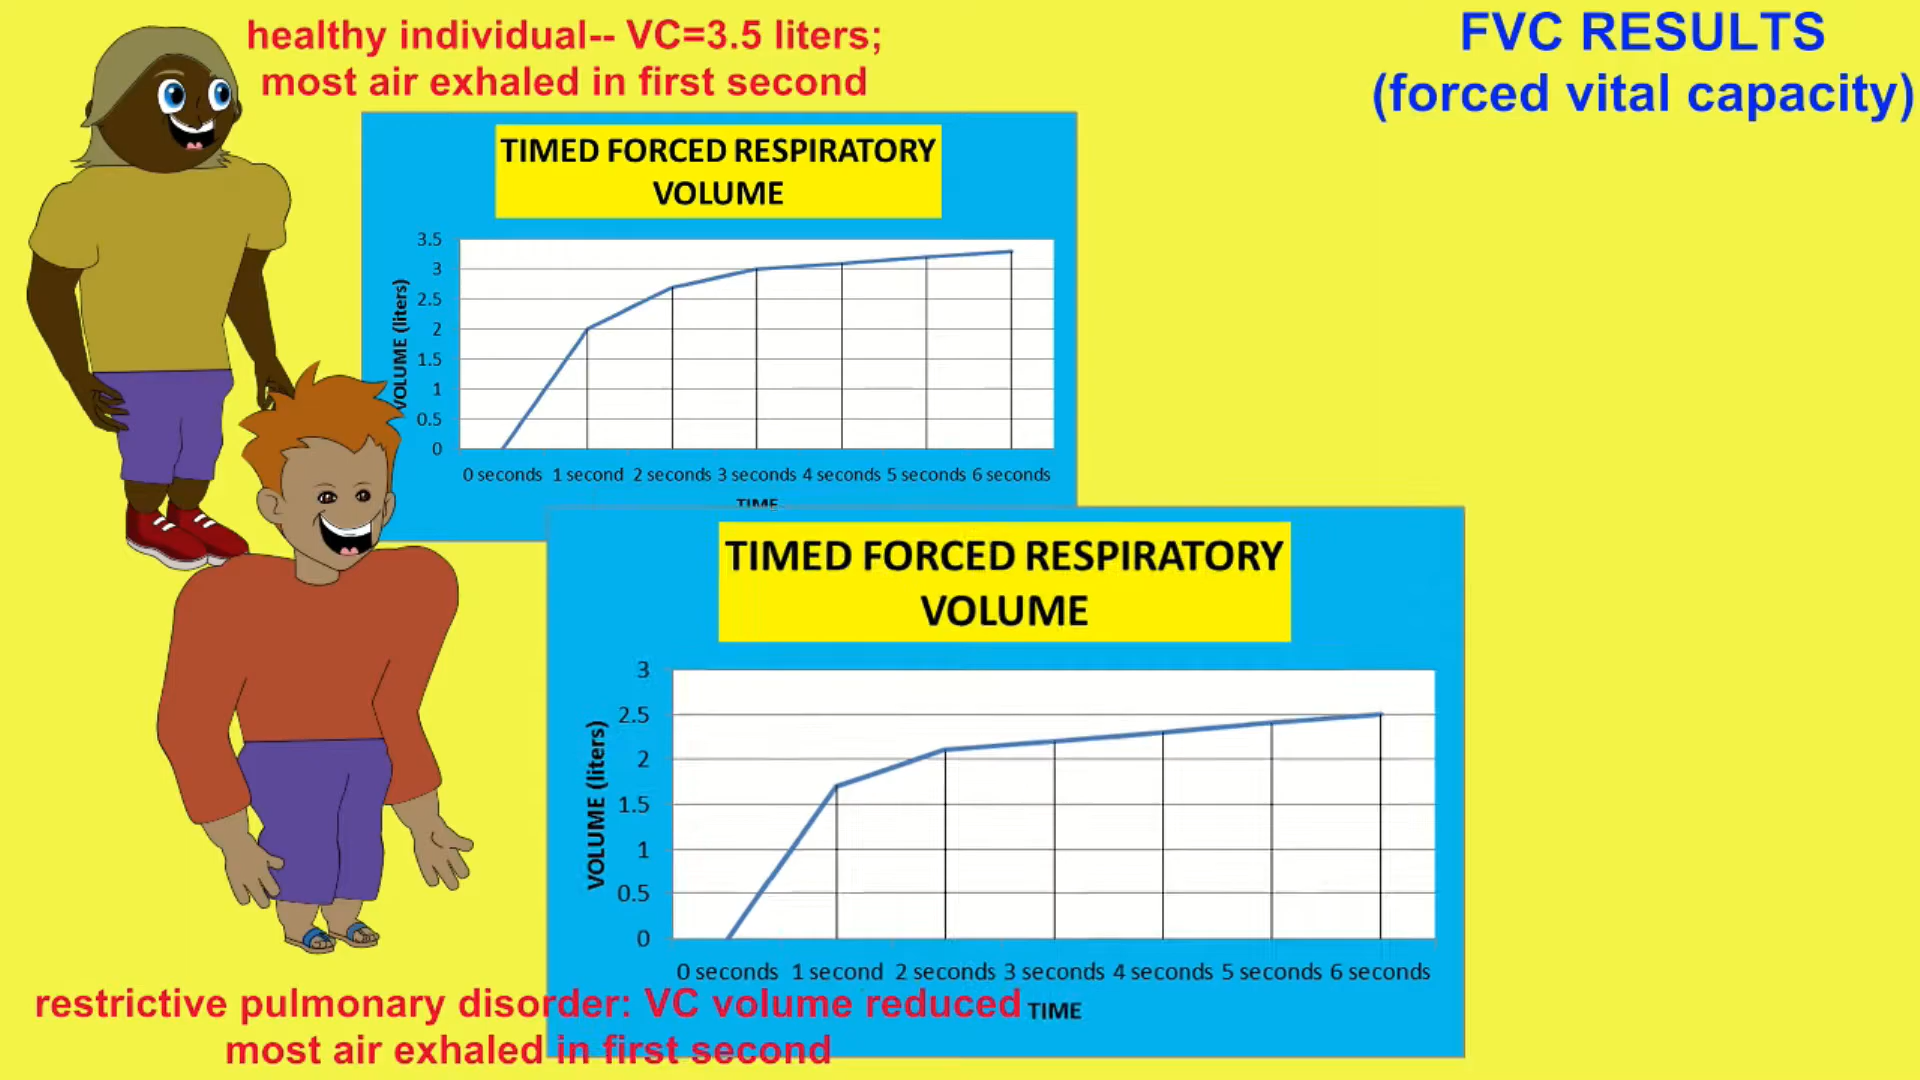 healthy individual-- VC=3.5 liters;
most air exhaled in first second
FVC RESULTS
(forced vital capacity)
TIMED FORCED RESPIRATORY
VOLUME
3.5
3
2.5
2
1.5
1
0.5
0
VOLUME (liters)
0 seconds 1 second 2 seconds 3 seconds 4 seconds 5 seconds 6 seconds
TIME
TIMED FORCED RESPIRATORY
VOLUME
3
2.5
2
1.5
1
0.5
0
VOLUME (liters)
0 seconds 1 second 2 seconds 3 seconds 4 seconds 5 seconds 6 seconds
TIME
restrictive pulmonary disorder: VC volume reduced
most air exhaled in first second